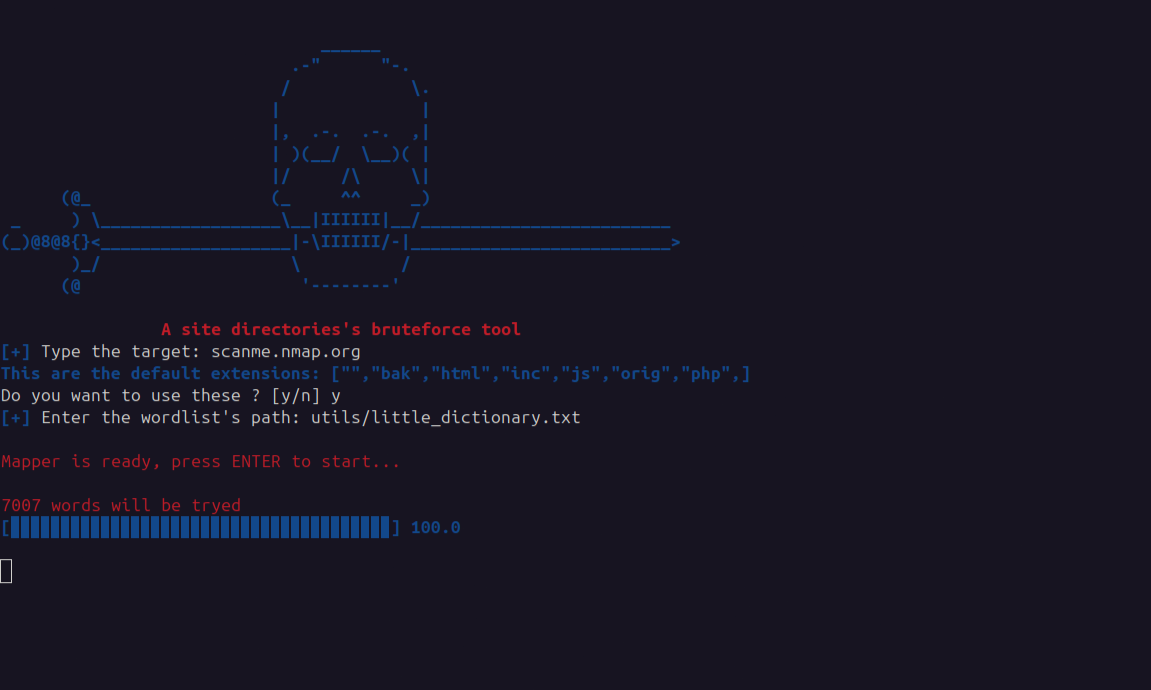 ______
                             .-"      "-.
                            /            \.
                           |              |
                           |,  .-.  .-.  ,|
                           | )(__/  \__)( |
                           |/     /\     \|
      (@_                  (_     ^^     _)
 _     ) \__________________\__|IIIIII|__/_________________________
(_)@8@8{}<___________________|-\IIIIII/-|__________________________>
       )_/                   \          /
      (@                      '--------'
A site directories's bruteforce tool
[+] Type the target: scanme.nmap.org
This are the default extensions: ["","bak","html","inc","js","orig","php",]
Do you want to use these ? [y/n] y
[+] Enter the wordlist's path: utils/little_dictionary.txt
Mapper is ready, press ENTER to start...
7007 words will be tryed
[██████████████████████████████████████] 100.0